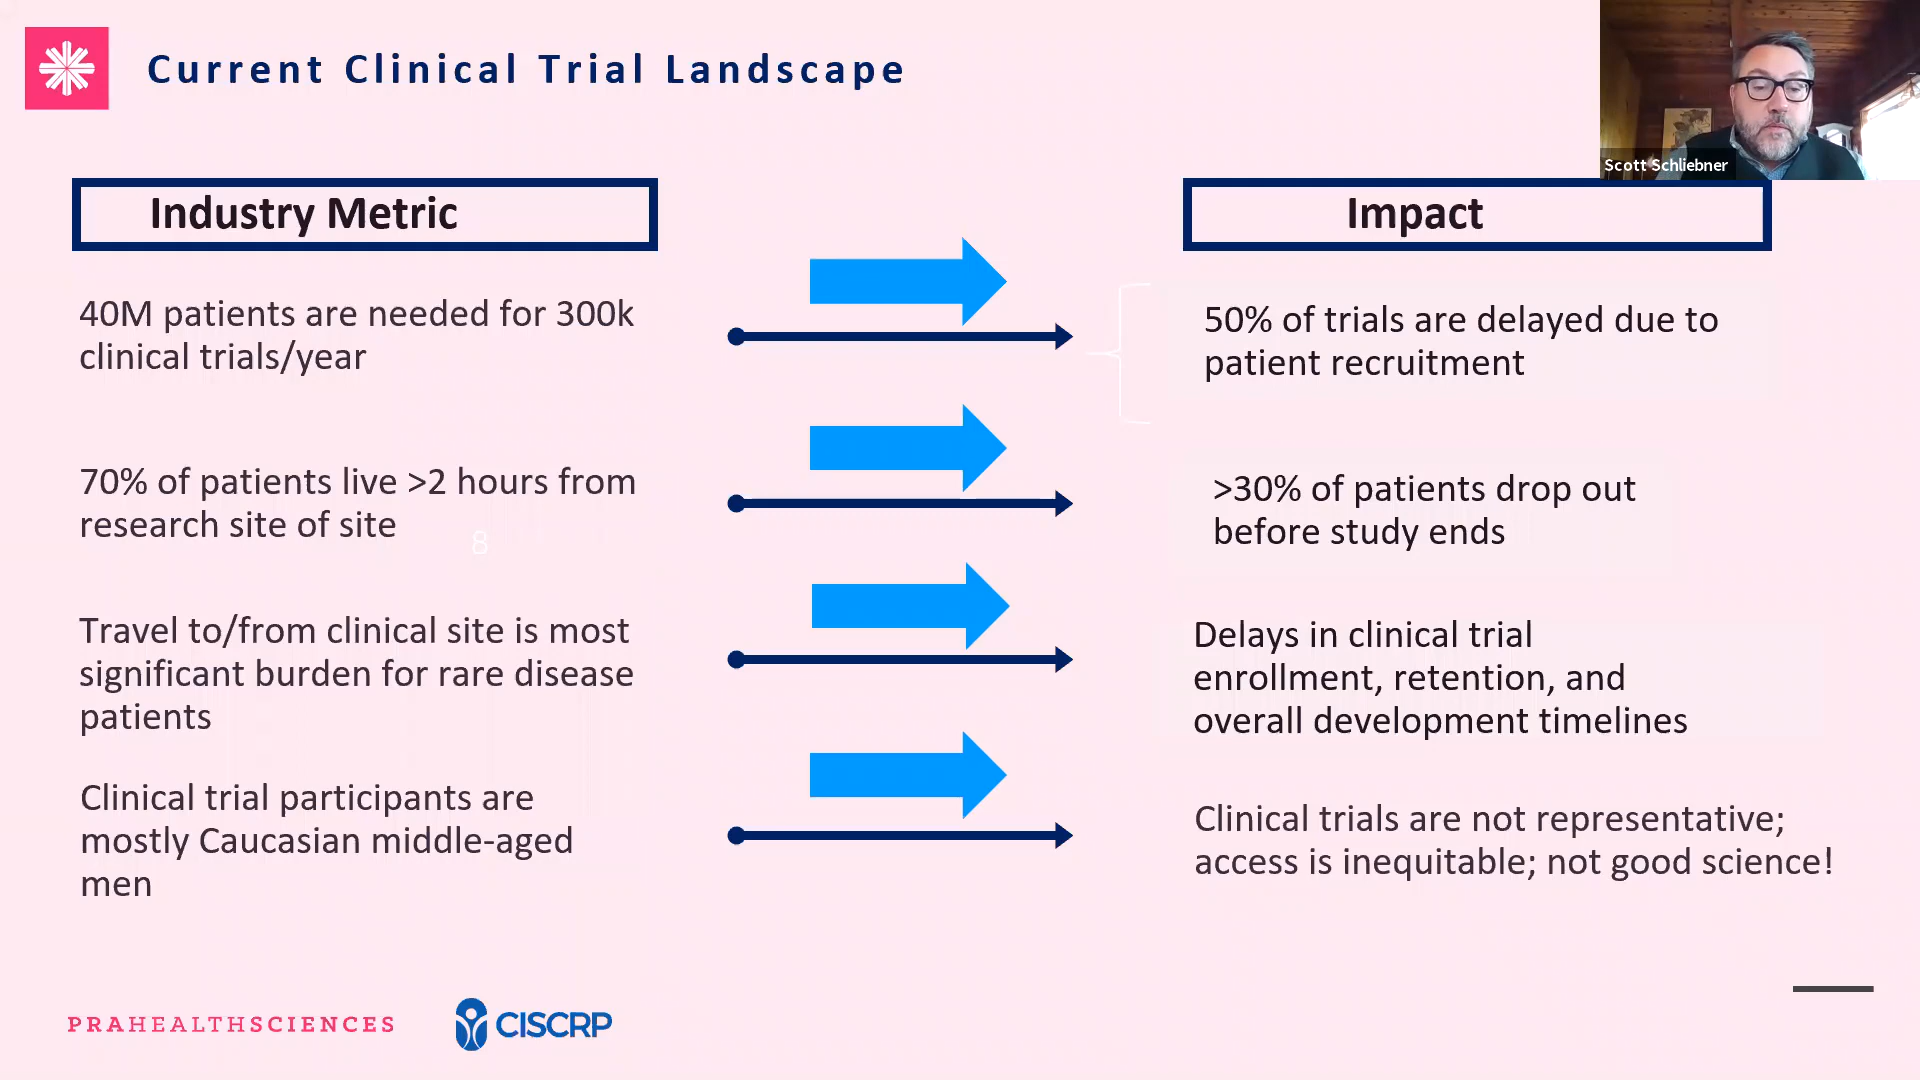 Current Clinical Trial Landscape
Scott Schliebner
Industry Metric
Impact
40M patients are needed for 300k
clinical trials/year
50% of trials are delayed due to
patient recruitment
70% of patients live >2 hours from
research site of site
8
>30% of patients drop out
before study ends
Travel to/from clinical site is most
significant burden for rare disease
patients
Delays in clinical trial
enrollment, retention, and
overall development timelines
Clinical trial participants are
mostly Caucasian middle-aged
men
Clinical trials are not representative;
access is inequitable; not good science!
PRAHEALTHSCIENCES
CISCRP